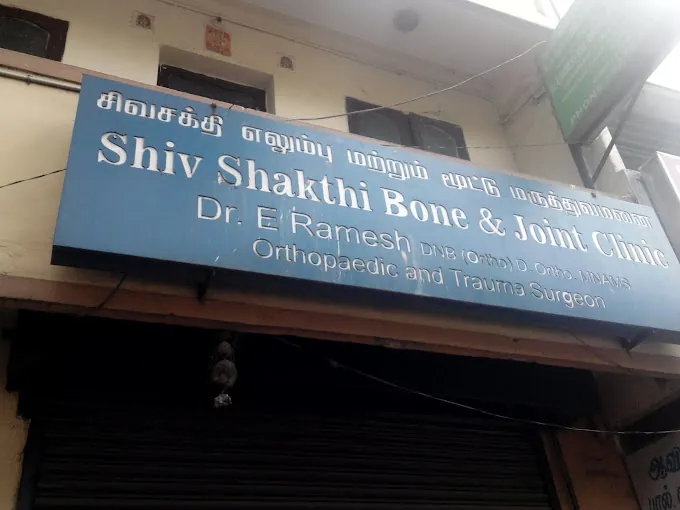 சிவசக்தி எலும்பு மற்றும் மூட்டு மருத்துவமனை
Shiv Shakthi Bone & Joint Clinic
Dr. E Ramesh DNB (Ortho) D. Ortho. MNAMS
Orthopaedic and Trauma Surgeon
PHONE